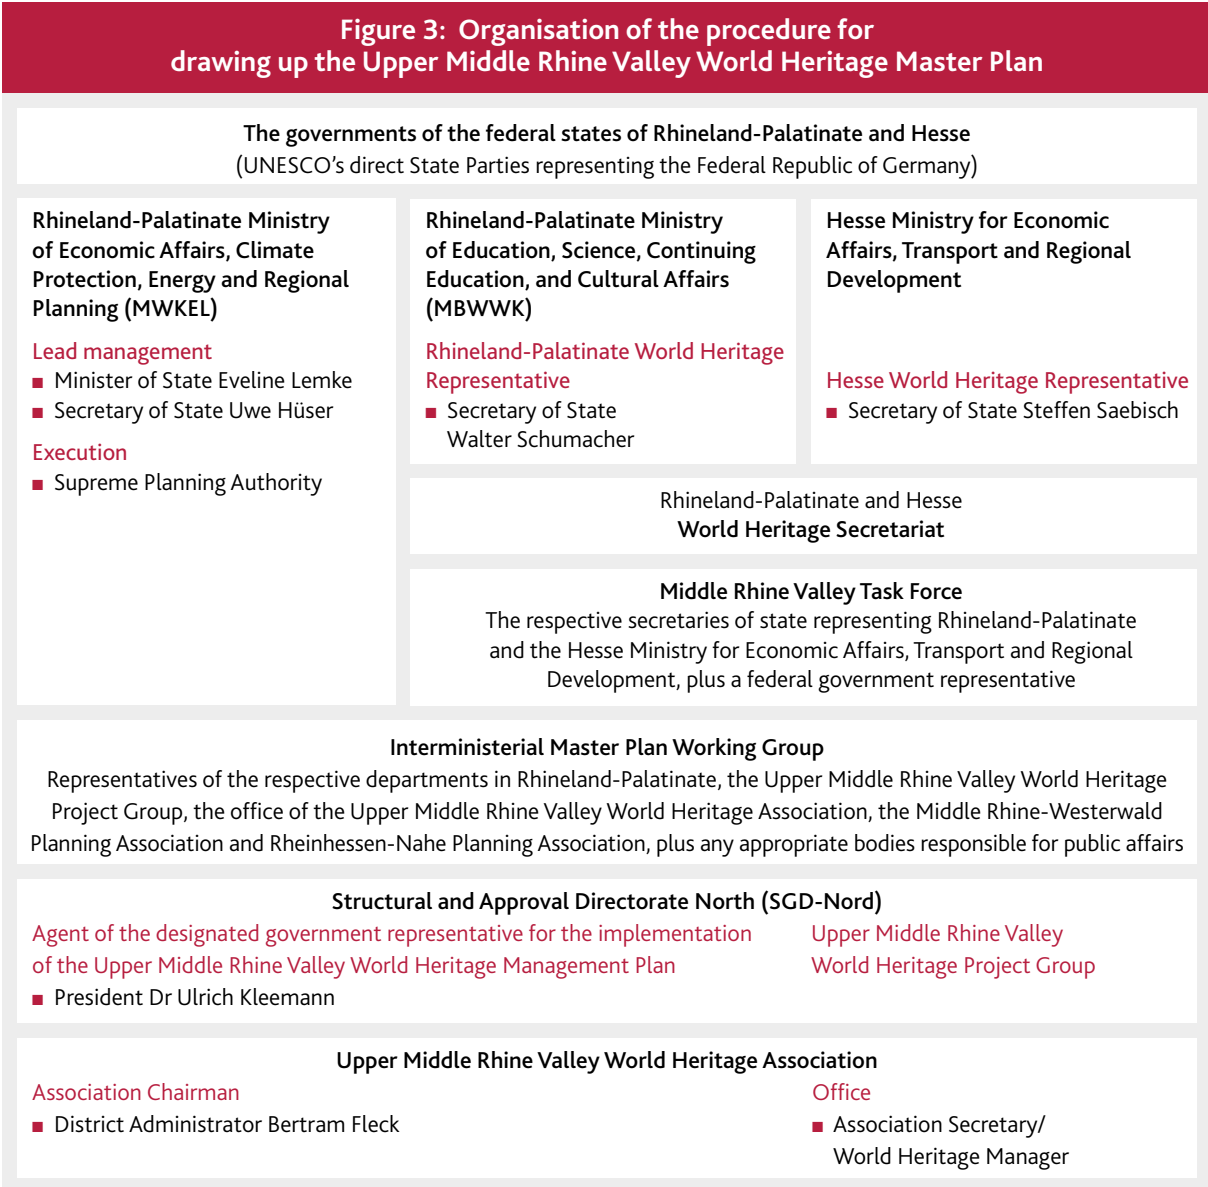 Figure 3: Organisation of the procedure for
drawing up the Upper Middle Rhine Valley World Heritage Master Plan
The governments of the federal states of Rhineland-Palatinate and Hesse
(UNESCO’s direct State Parties representing the Federal Republic of Germany)
Rhineland-Palatinate Ministry
of Economic Affairs, Climate
Protection, Energy and Regional
Planning (MWKEL)
Lead management
■ Minister of State Eveline Lemke
■ Secretary of State Uwe Hüser
Execution
■ Supreme Planning Authority
Rhineland-Palatinate Ministry
of Education, Science, Continuing
Education, and Cultural Affairs
(MBWWK)
Rhineland-Palatinate World Heritage
Representative
■ Secretary of State
Walter Schumacher
Hesse Ministry for Economic
Affairs, Transport and Regional
Development
Hesse World Heritage Representative
■ Secretary of State Steffen Saebisch
Rhineland-Palatinate and Hesse
World Heritage Secretariat
Middle Rhine Valley Task Force
The respective secretaries of state representing Rhineland-Palatinate
and the Hesse Ministry for Economic Affairs, Transport and Regional
Development, plus a federal government representative
Interministerial Master Plan Working Group
Representatives of the respective departments in Rhineland-Palatinate, the Upper Middle Rhine Valley World Heritage
Project Group, the office of the Upper Middle Rhine Valley World Heritage Association, the Middle Rhine-Westerwald
Planning Association and Rheinhessen-Nahe Planning Association, plus any appropriate bodies responsible for public affairs
Structural and Approval Directorate North (SGD-Nord)
Agent of the designated government representative for the implementation
of the Upper Middle Rhine Valley World Heritage Management Plan
■ President Dr Ulrich Kleemann
Upper Middle Rhine Valley
World Heritage Project Group
Upper Middle Rhine Valley World Heritage Association
Association Chairman
■ District Administrator Bertram Fleck
Office
■ Association Secretary/
World Heritage Manager